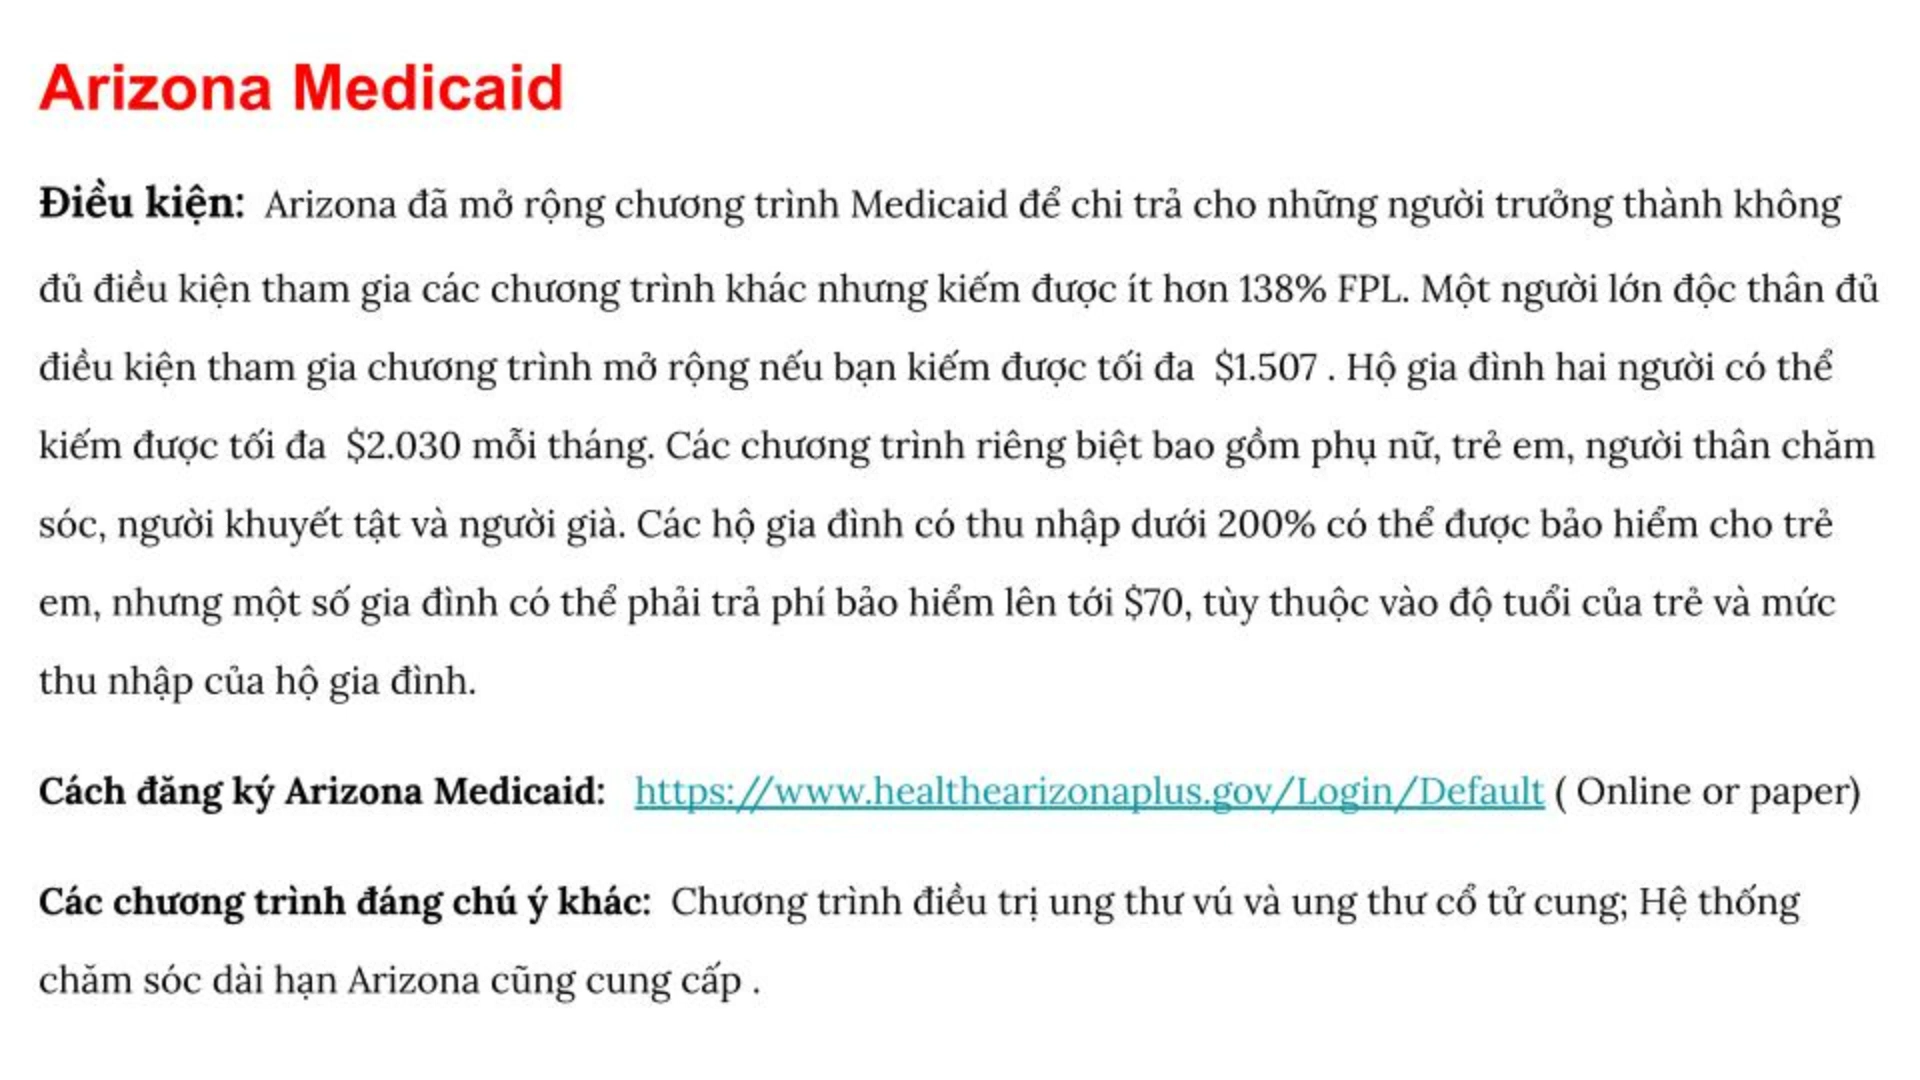 Arizona Medicaid
Điều kiện: Arizona đã mở rộng chương trình Medicaid để chi trả cho những người trưởng thành không
đủ điều kiện tham gia các chương trình khác nhưng kiếm được ít hơn 138% FPL. Một người lớn độc thân đủ
điều kiện tham gia chương trình mở rộng nếu bạn kiếm được tối đa $1.507 . Hộ gia đình hai người có thể
kiếm được tối đa $2.030 mỗi tháng. Các chương trình riêng biệt bao gồm phụ nữ, trẻ em, người thân chăm
sóc, người khuyết tật và người già. Các hộ gia đình có thu nhập dưới 200% có thể được bảo hiểm cho trẻ
em, nhưng một số gia đình có thể phải trả phí bảo hiểm lên tới $70, tùy thuộc vào độ tuổi của trẻ và mức
thu nhập của hộ gia đình.
Cách đăng ký Arizona Medicaid: https://www.healthearizonaplus.gov/Login/Default ( Online or paper)
Các chương trình đáng chú ý khác: Chương trình điều trị ung thư vú và ung thư cổ tử cung; Hệ thống
chăm sóc dài hạn Arizona cũng cung cấp .